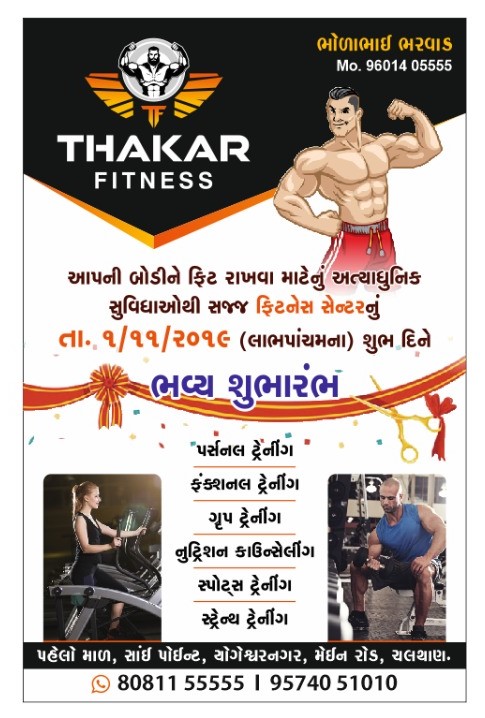 ભોળાભાઈ ભરવાડ
Mo. 96014 05555
TF
THAKAR
FITNESS
આપની બોડીને ફિટ રાખવા માટેનું અત્યાધુનિક
સુવિધાઓથી સજ્જ ફિટનેસ સેન્ટરનું
તા. ૧/૧૧/૨૦૧૯ (લાભપાંચમના) શુભ દિને
ભવ્ય શુભારંભ
પર્સનલ ટ્રેનીંગ
ફંક્શનલ ટ્રેનીંગ
ગ્રૃપ ટ્રેનીંગ
નુટ્રિશન કાઉન્સેલીંગ
સ્પોટ્સ ટ્રેનીંગ
સ્ટ્રેન્થ ટ્રેનીંગ
પહેલો માળ, સાંઈ પોઈન્ટ, યોગેશ્વરનગર, મેઈન રોડ, ચલથાણ.
80811 55555 | 95740 51010